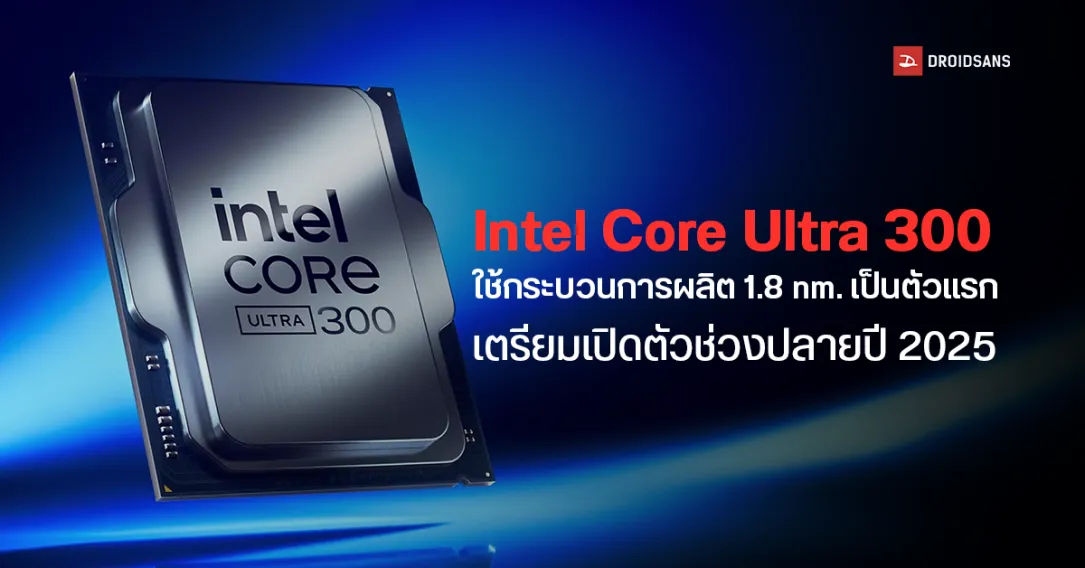 DROIDSANS
intel
CORE
ULTRA 300
Intel Core Ultra 300
ใช้กระบวนการผลิต 1.8 nm. เป็นตัวแรก
เตรียมเปิดตัวช่วงปลายปี 2025